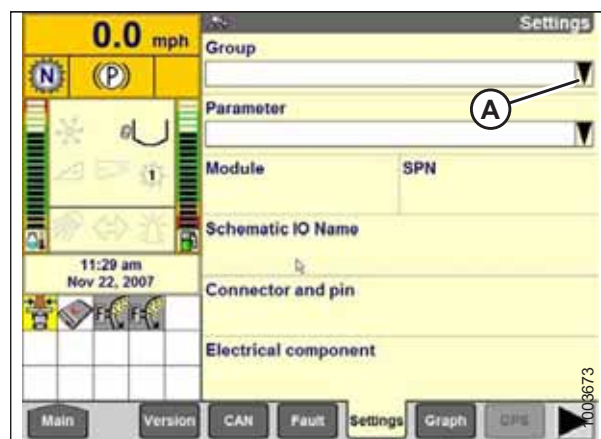 0.0 mph
N
P
1
11:29 am
Nov 22, 2007
F
F
Settings
Group
A
Parameter
Module
SPN
Schematic IO Name
Connector and pin
Electrical component
Main
Version
CAN
Fault
Settings
Graph
GPS
1003673